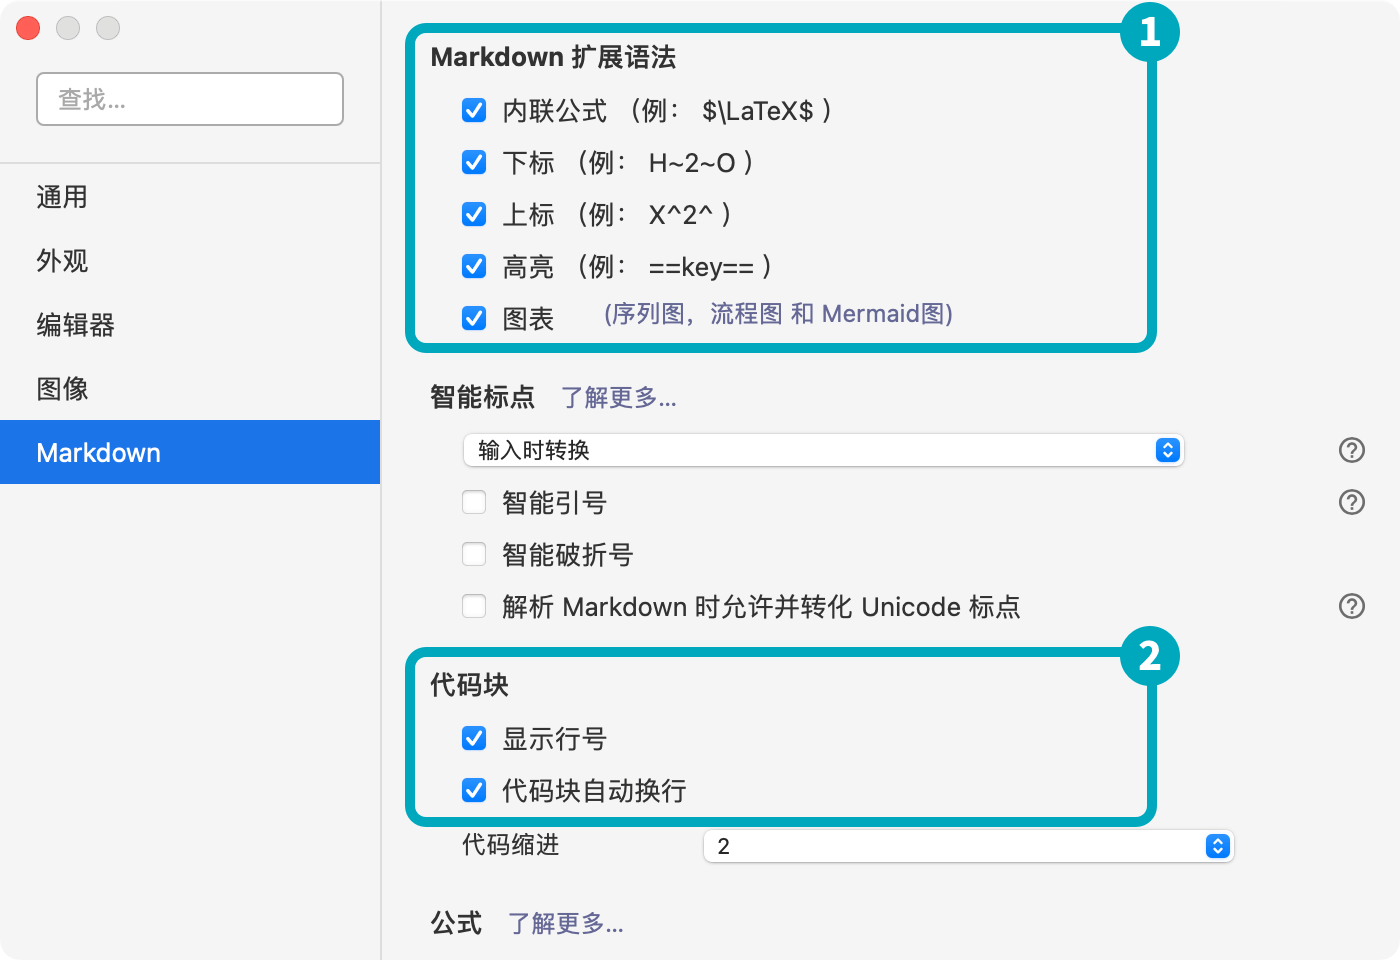 查找...
通用
外观
编辑器
图像
Markdown
1
Markdown 扩展语法
内联公式 （例： $\LaTeX$ ）
下标 （例： H~2~O ）
上标 （例： X^2^ ）
高亮 （例： ==key== ）
图表 (序列图，流程图 和 Mermaid图)
智能标点 了解更多...
输入时转换
智能引号
智能破折号
解析 Markdown 时允许并转化 Unicode 标点
2
代码块
显示行号
代码块自动换行
代码缩进 2
公式 了解更多...